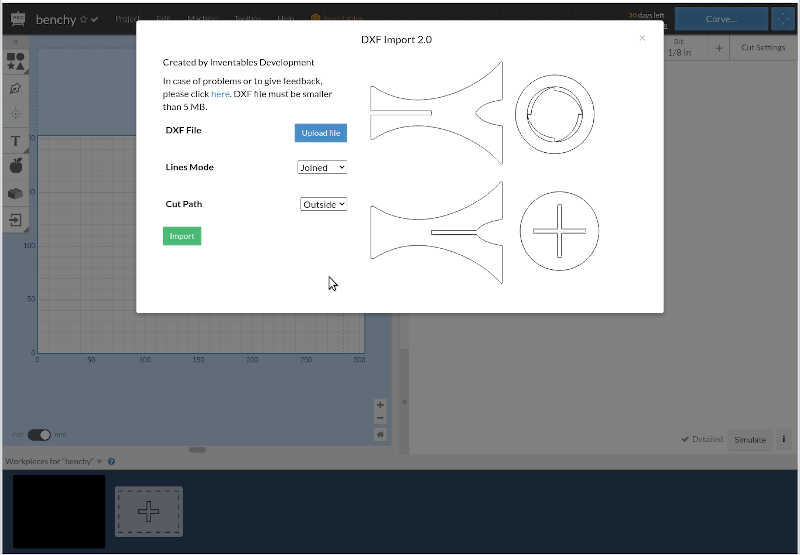 benchy
Project
Edit
Machine
Toolbox
Help
30 days left
Carve...
DXF Import 2.0
×
Bit
1/8 in
+
Cut Settings
Created by Inventables Development
In case of problems or to give feedback,
please click here. DXF file must be smaller
than 5 MB.
DXF File
Upload file
Lines Mode
Joined
Cut Path
Outside
Import
T
100
50
0
0
50
100
150
200
250
300
+
−
mm
Detailed
Simulate
i
Workpieces for "benchy"
?